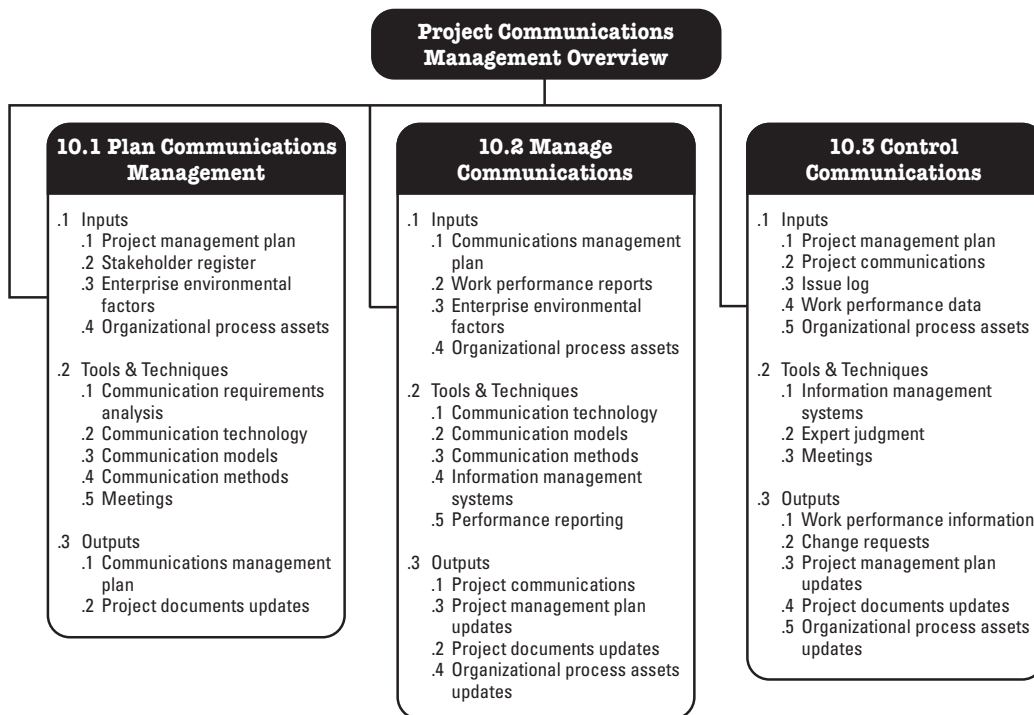 Project Communications
Management Overview
10.1 Plan Communications
Management
.1 Inputs
.1 Project management plan
.2 Stakeholder register
.3 Enterprise environmental
factors
.4 Organizational process assets
.2 Tools & Techniques
.1 Communication requirements
analysis
.2 Communication technology
.3 Communication models
.4 Communication methods
.5 Meetings
.3 Outputs
.1 Communications management
plan
.2 Project documents updates
10.2 Manage
Communications
.1 Inputs
.1 Communications management
plan
.2 Work performance reports
.3 Enterprise environmental
factors
.4 Organizational process assets
.2 Tools & Techniques
.1 Communication technology
.2 Communication models
.3 Communication methods
.4 Information management
systems
.5 Performance reporting
.3 Outputs
.1 Project communications
.3 Project management plan
updates
.2 Project documents updates
.4 Organizational process assets
updates
10.3 Control
Communications
.1 Inputs
.1 Project management plan
.2 Project communications
.3 Issue log
.4 Work performance data
.5 Organizational process assets
.2 Tools & Techniques
.1 Information management
systems
.2 Expert judgment
.3 Meetings
.3 Outputs
.1 Work performance information
.2 Change requests
.3 Project management plan
updates
.4 Project documents updates
.5 Organizational process assets
updates